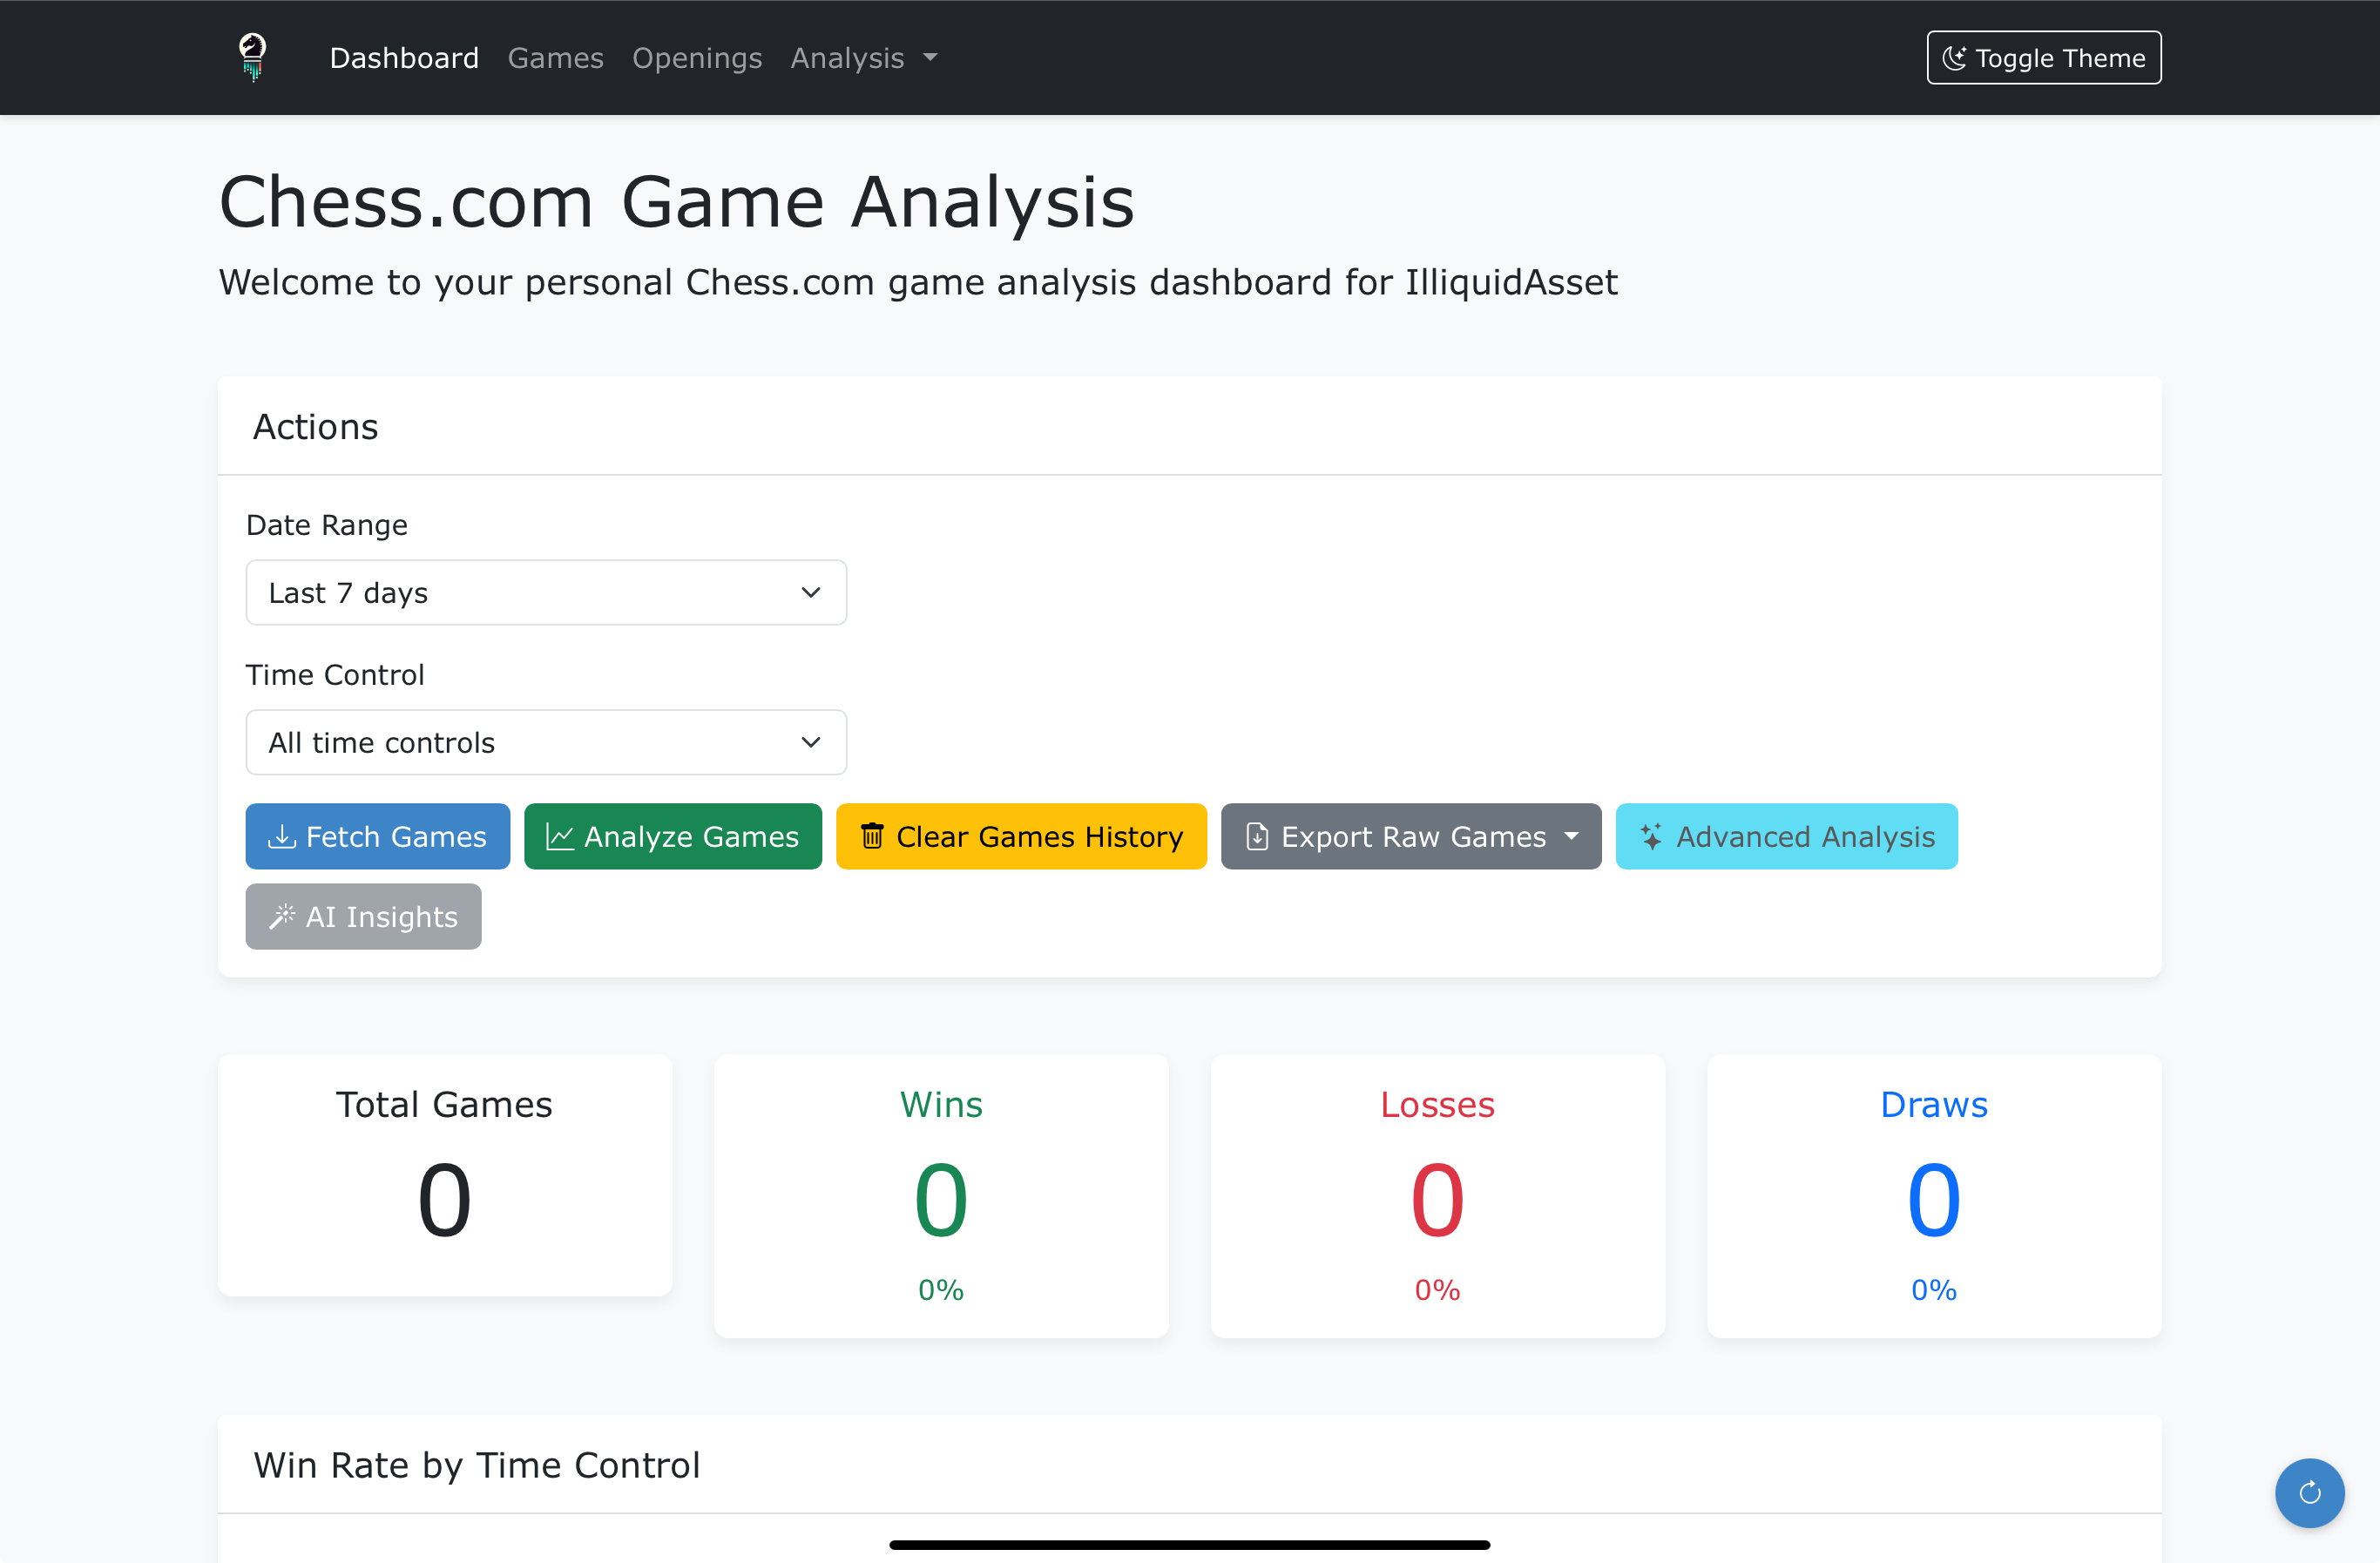 Dashboard Games Openings Analysis Toggle Theme
Chess.com Game Analysis
Welcome to your personal Chess.com game analysis dashboard for IlliquidAsset
Actions
Date Range
Last 7 days
Time Control
All time controls
Fetch Games Analyze Games Clear Games History Export Raw Games Advanced Analysis
AI Insights
Total Games Wins Losses Draws
0 0 0 0
0% 0% 0%
Win Rate by Time Control